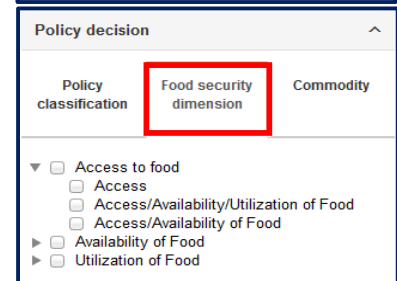 Policy decision
Policy classification
Food security dimension
Commodity
Access to food
Access
Access/Availability/Utilization of Food
Access/Availability of Food
Availability of Food
Utilization of Food